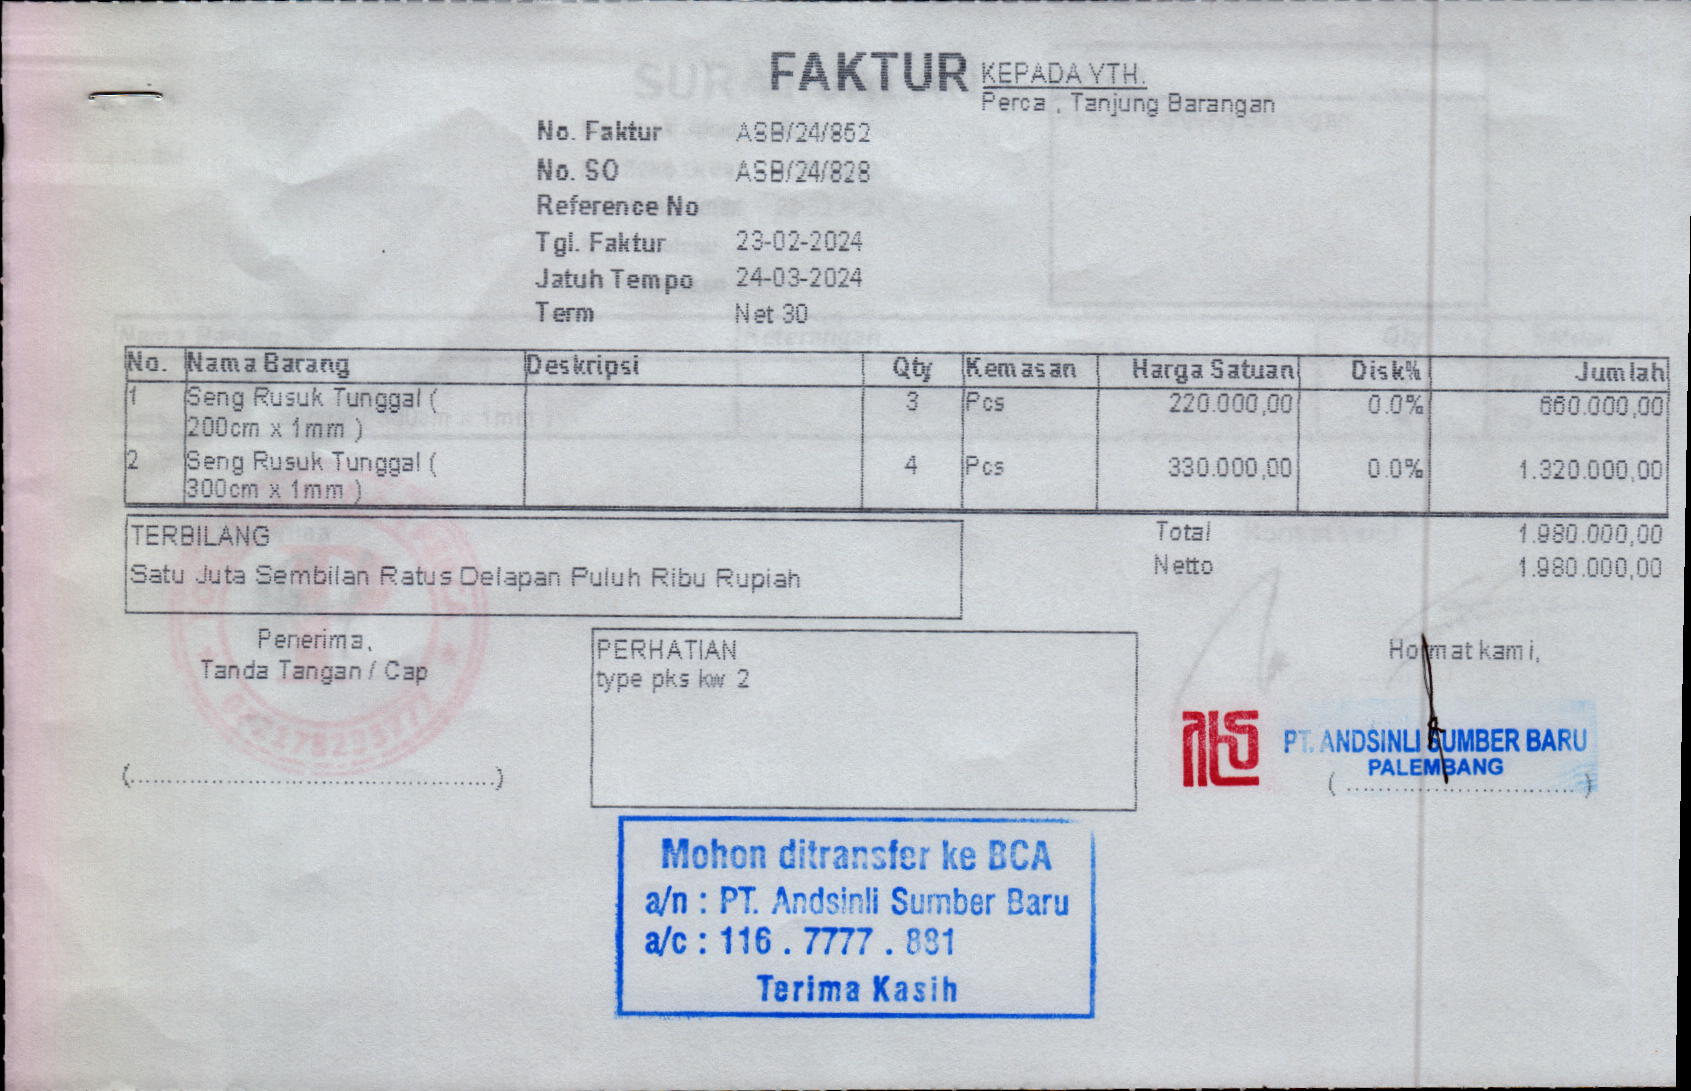 FAKTUR
KEPADA YTH.
Perca , Tanjung Barangan
No. Faktur ASB/24/862
No. SO ASB/24/828
Reference No
Tgl. Faktur 23-02-2024
Jatuh Tempo 24-03-2024
Term Net 30
No. Nama Barang Deskripsi Qty Kemasan Harga Satuan Disk% Jumlah
1 Seng Rusuk Tunggal ( 3 Pcs 220.000,00 0.0% 660.000,00
200cm x 1mm )
2 Seng Rusuk Tunggal ( 4 Pcs 330.000,00 0.0% 1.320.000,00
300cm x 1mm )
TERBILANG
Satu Juta Sembilan Ratus Delapan Puluh Ribu Rupiah
Total 1.980.000,00
Netto 1.980.000,00
Penerima,
Tanda Tangan / Cap
(........................................)
PERHATIAN
type pks kw 2
Hormat kami,
PT. ANDSINLI SUMBER BARU
PALEMBANG
(..............................)
Mohon ditransfer ke BCA
a/n : PT. Andsinli Sumber Baru
a/c : 116 . 7777 . 881
Terima Kasih